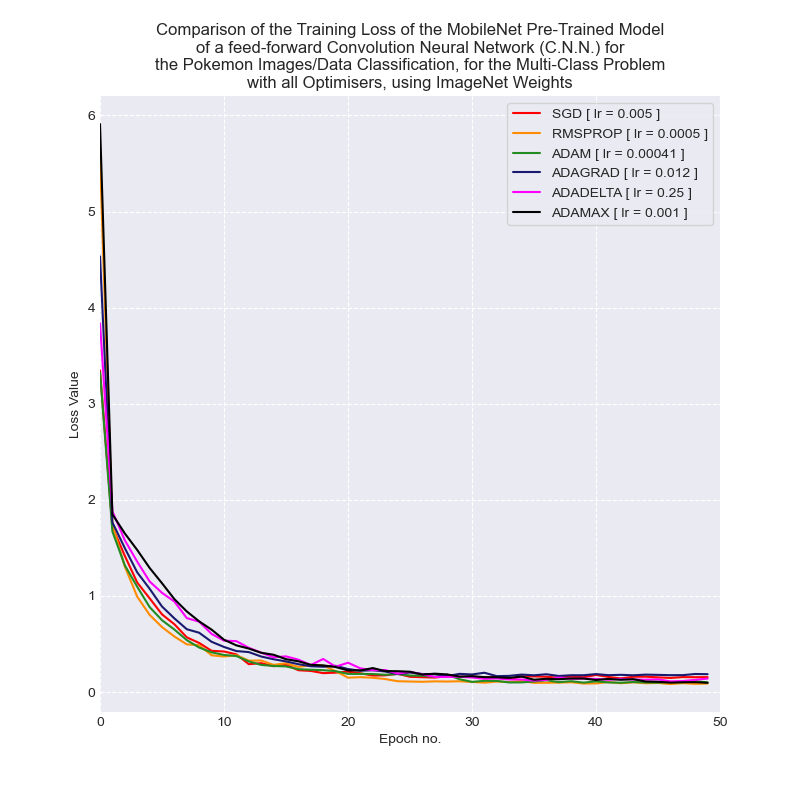 Comparison of the Training Loss of the MobileNet Pre-Trained Model
of a feed-forward Convolution Neural Network (C.N.N.) for
the Pokemon Images/Data Classification, for the Multi-Class Problem
with all Optimisers, using ImageNet Weights
SGD [ lr = 0.005 ]
RMSPROP [ lr = 0.0005 ]
ADAM [ lr = 0.00041 ]
ADAGRAD [ lr = 0.012 ]
ADADELTA [ lr = 0.25 ]
ADAMAX [ lr = 0.001 ]
Loss Value
6
5
4
3
2
1
0
0 10 20 30 40 50
Epoch no.